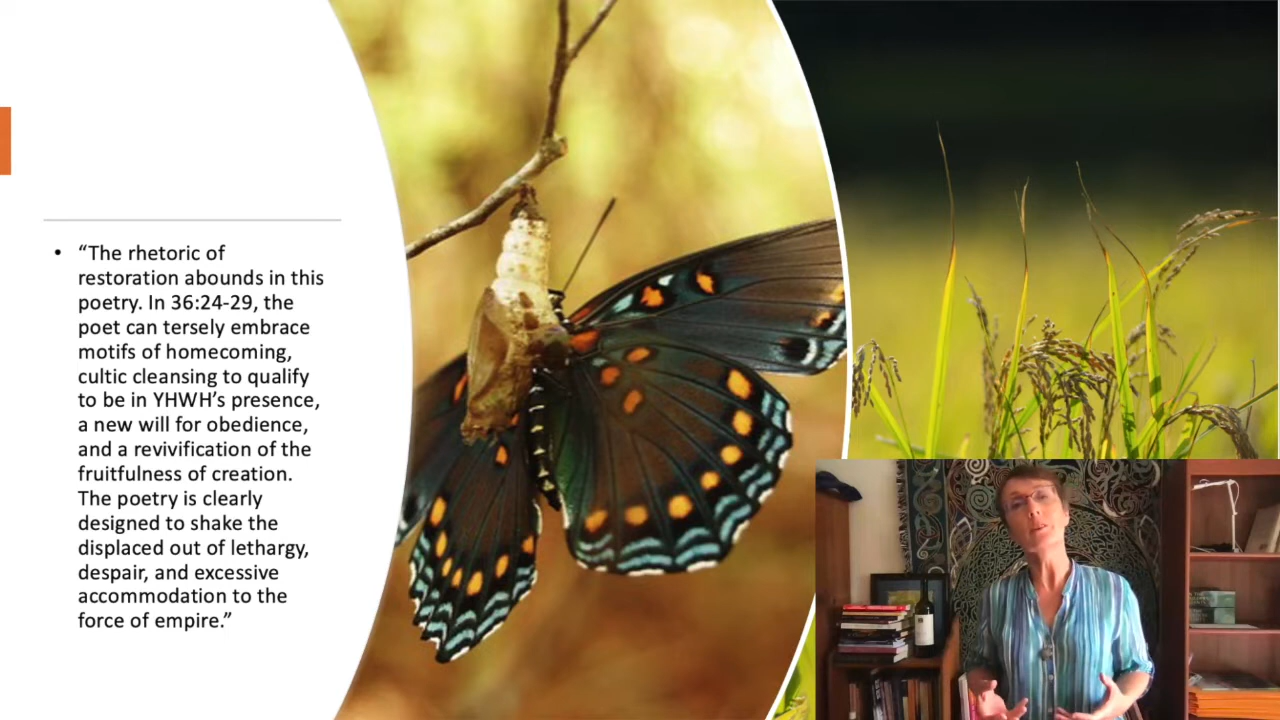 • “The rhetoric of
restoration abounds in this
poetry. In 36:24-29, the
poet can tersely embrace
motifs of homecoming,
cultic cleansing to qualify
to be in YHWH’s presence,
a new will for obedience,
and a revivification of the
fruitfulness of creation.
The poetry is clearly
designed to shake the
displaced out of lethargy,
despair, and excessive
accommodation to the
force of empire.”